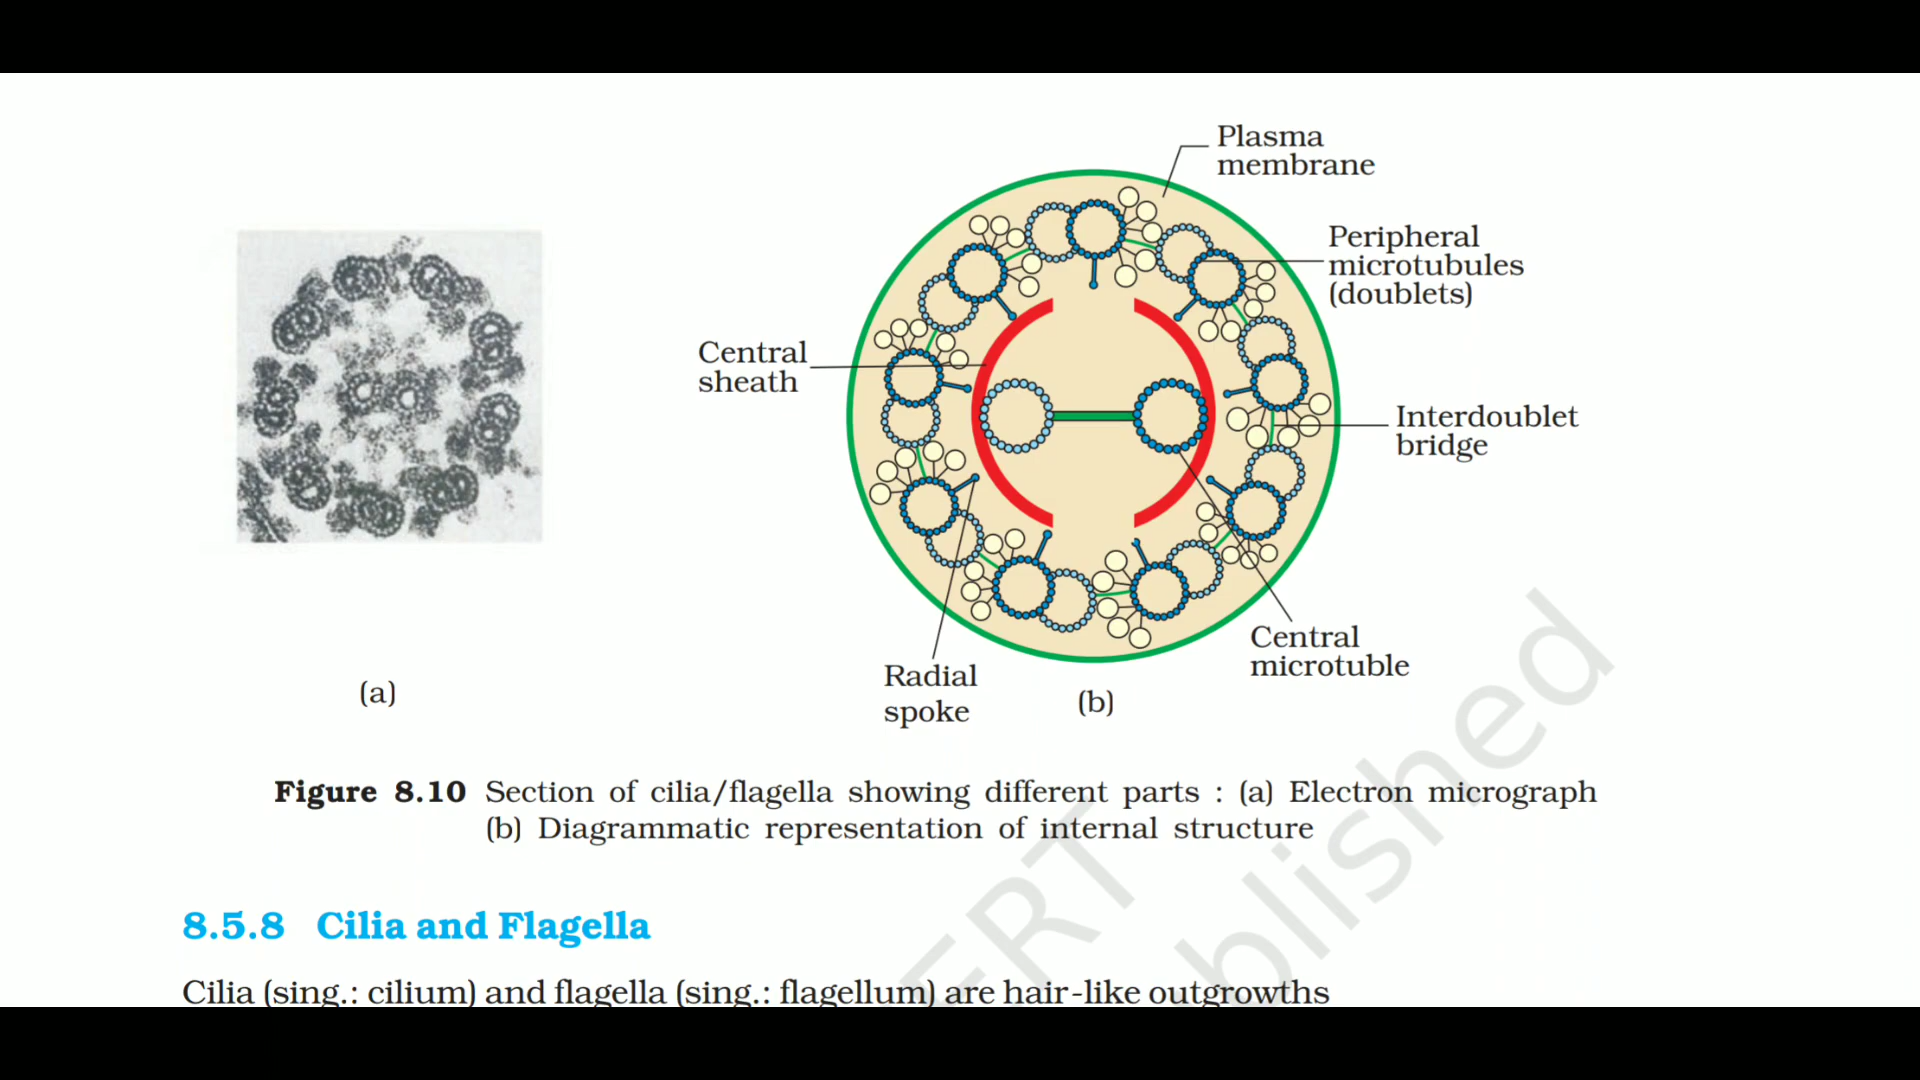 Plasma
membrane
Peripheral
microtubules
(doublets)
Central
sheath
Interdoublet
bridge
Central
microtuble
Radial
spoke
(a)
(b)
Figure 8.10 Section of cilia/flagella showing different parts : (a) Electron micrograph
(b) Diagrammatic representation of internal structure
8.5.8 Cilia and Flagella
Cilia (sing.: cilium) and flagella (sing.: flagellum) are hair-like outgrowths
ERT
blished